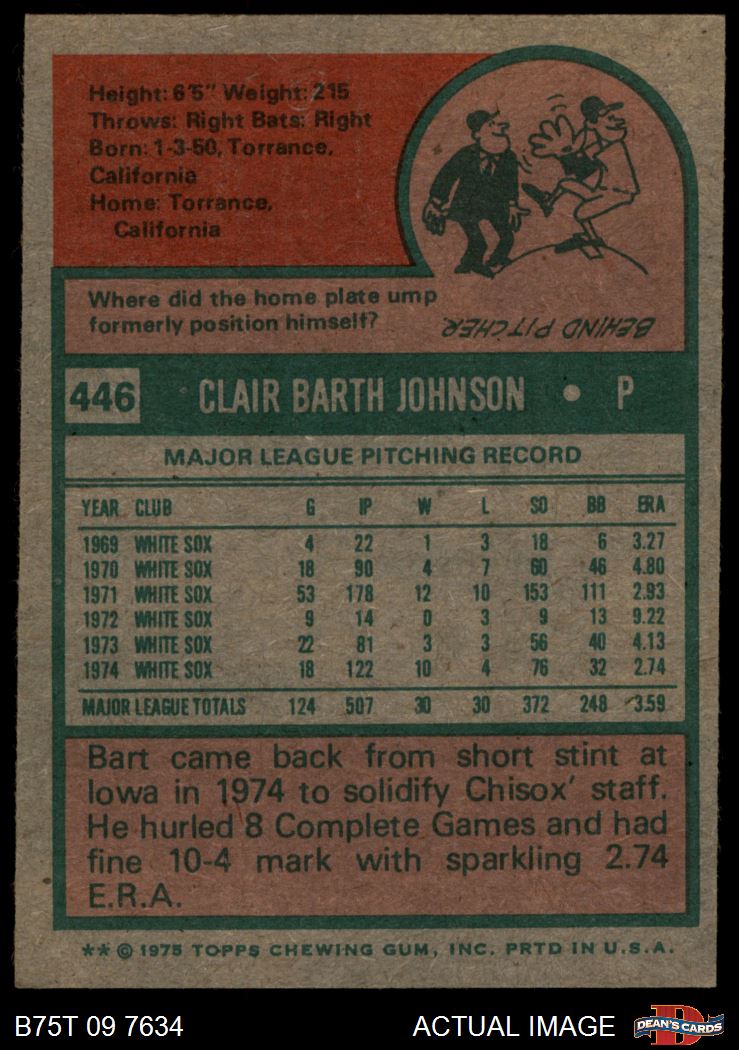 Height: 6'5" Weight: 215
Throws: Right Bats: Right
Born: 1-3-50, Torrance,
California
Home: Torrance,
California
Where did the home plate ump
formerly position himself?
BEHIND PITCHER
446 CLAIR BARTH JOHNSON • P
MAJOR LEAGUE PITCHING RECORD
YEAR CLUB G IP W L SO BB ERA
1969 WHITE SOX 4 22 1 3 18 6 3.27
1970 WHITE SOX 18 90 4 7 60 46 4.80
1971 WHITE SOX 53 178 12 10 153 111 2.93
1972 WHITE SOX 9 14 0 3 9 13 9.22
1973 WHITE SOX 22 81 3 3 56 40 4.13
1974 WHITE SOX 18 122 10 4 76 32 2.74
MAJOR LEAGUE TOTALS 124 507 30 30 372 248 3.59
Bart came back from short stint at
Iowa in 1974 to solidify Chisox' staff.
He hurled 8 Complete Games and had
fine 10-4 mark with sparkling 2.74
E.R.A.
** © 1975 TOPPS CHEWING GUM, INC. PRTD IN U.S.A.
B75T 09 7634 ACTUAL IMAGE D DEAN'S CARDS